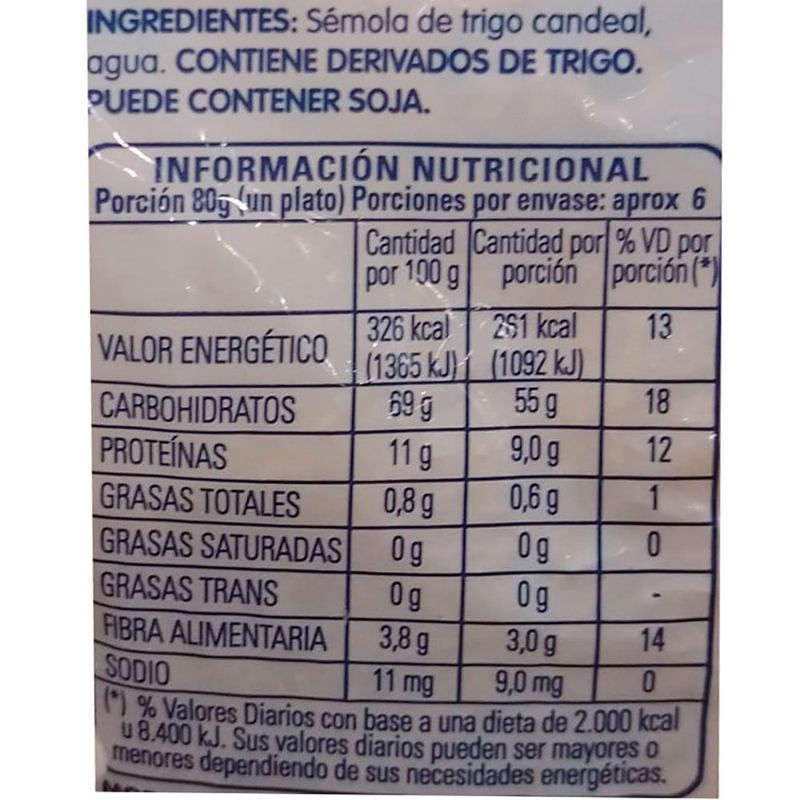 INGREDIENTES: Sémola de trigo candeal,
agua. CONTIENE DERIVADOS DE TRIGO.
PUEDE CONTENER SOJA.
INFORMACIÓN NUTRICIONAL
Porción 80g (un plato) Porciones por envase: aprox 6
Cantidad por 100 g Cantidad por porción % VD por porción (*)
VALOR ENERGÉTICO 326 kcal (1365 kJ) 261 kcal (1092 kJ) 13
CARBOHIDRATOS 69 g 55 g 18
PROTEÍNAS 11 g 9,0 g 12
GRASAS TOTALES 0,8 g 0,6 g 1
GRASAS SATURADAS 0 g 0 g 0
GRASAS TRANS 0 g 0 g -
FIBRA ALIMENTARIA 3,8 g 3,0 g 14
SODIO 11 mg 9,0 mg 0
(*) % Valores Diarios con base a una dieta de 2.000 kcal
u 8.400 kJ. Sus valores diarios pueden ser mayores o
menores dependiendo de sus necesidades energéticas.